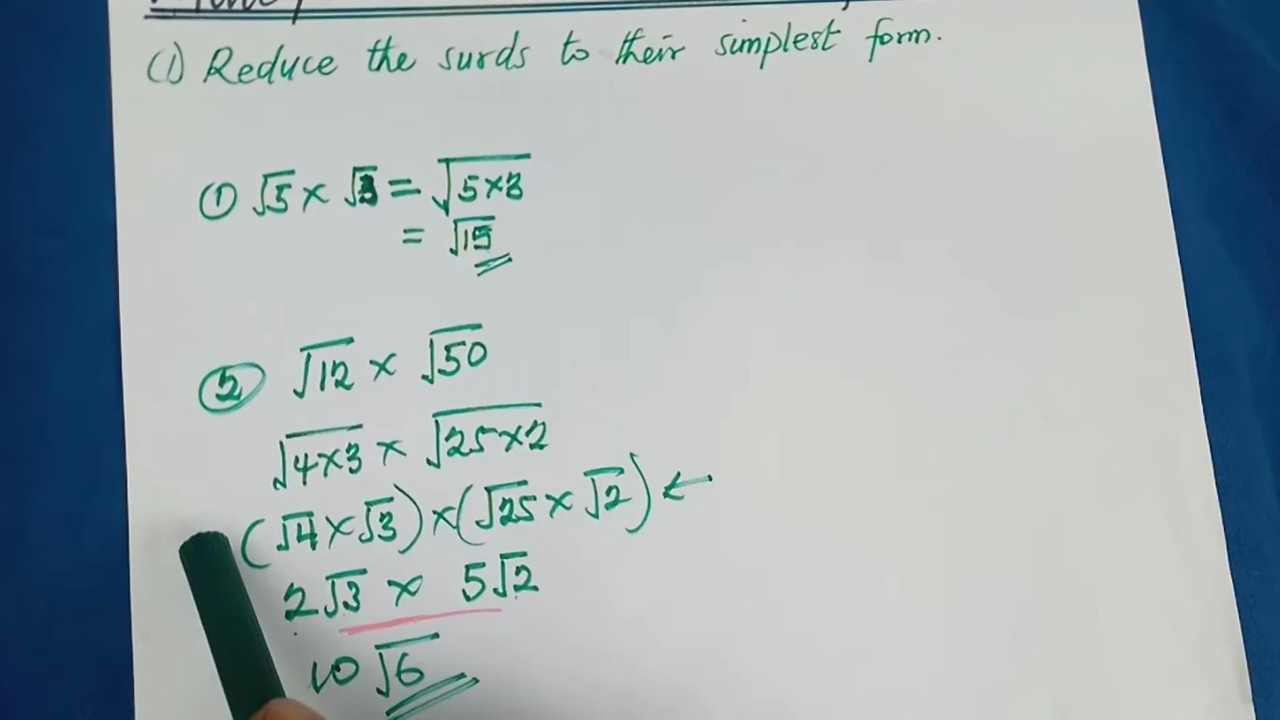 (1) Reduce the surds to their simplest form.
① √5 × √3 = √5×3
= √15
② √12 × √50
√4×3 × √25×2
(√4 × √3) × (√25 × √2) ←
2√3 × 5√2
10√6